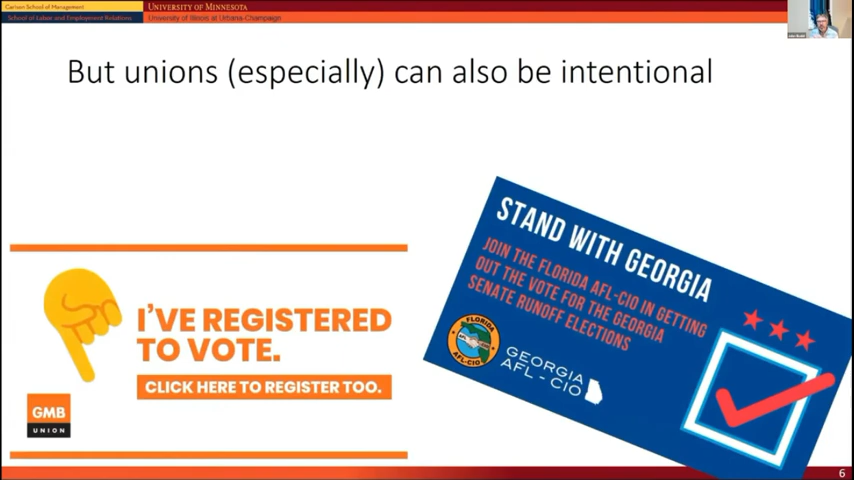 Carlson School of Management
UNIVERSITY OF MINNESOTA
School of Labor and Employment Relations
University of Illinois at Urbana-Champaign
But unions (especially) can also be intentional
I'VE REGISTERED
TO VOTE.
CLICK HERE TO REGISTER TOO.
GMB
UNION
STAND WITH GEORGIA
JOIN THE FLORIDA AFL-CIO IN GETTING
OUT THE VOTE FOR THE GEORGIA
SENATE RUNOFF ELECTIONS
FLORIDA
AFL-CIO
GEORGIA
AFL - CIO
6